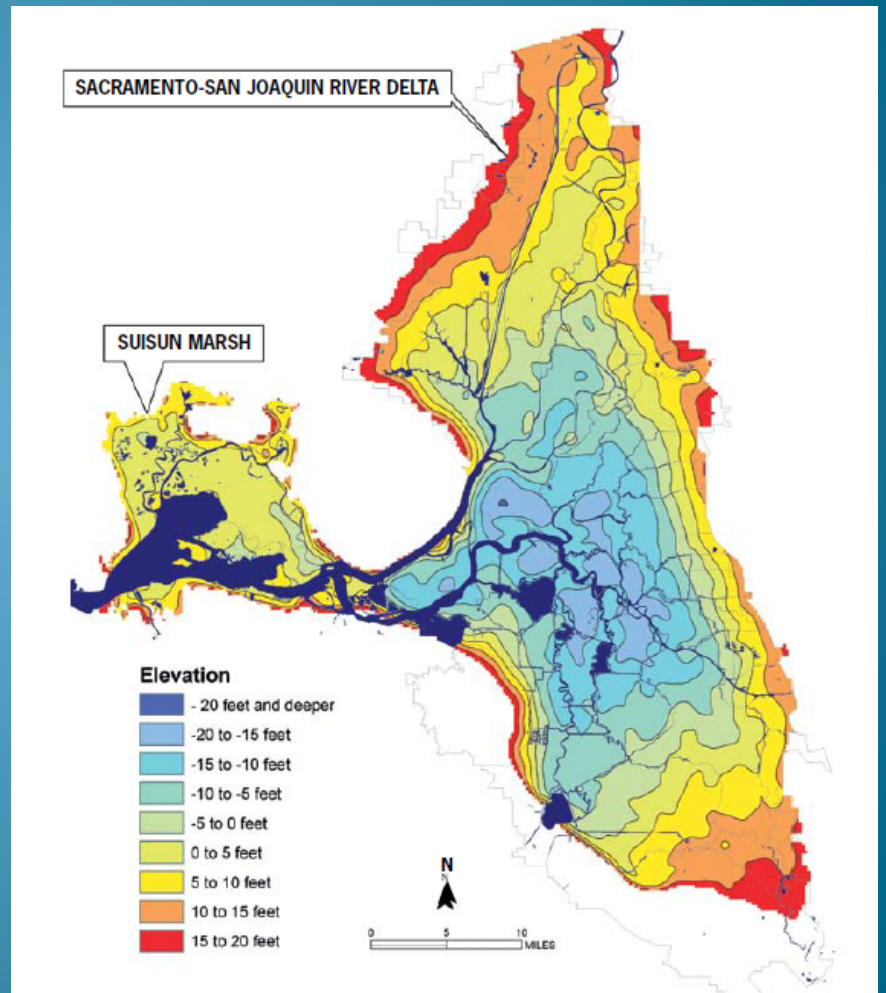 SACRAMENTO-SAN JOAQUIN RIVER DELTA
SUISUN MARSH
Elevation
- 20 feet and deeper
-20 to -15 feet
-15 to -10 feet
-10 to -5 feet
-5 to 0 feet
0 to 5 feet
5 to 10 feet
10 to 15 feet
15 to 20 feet
N
0 5 10
MILES